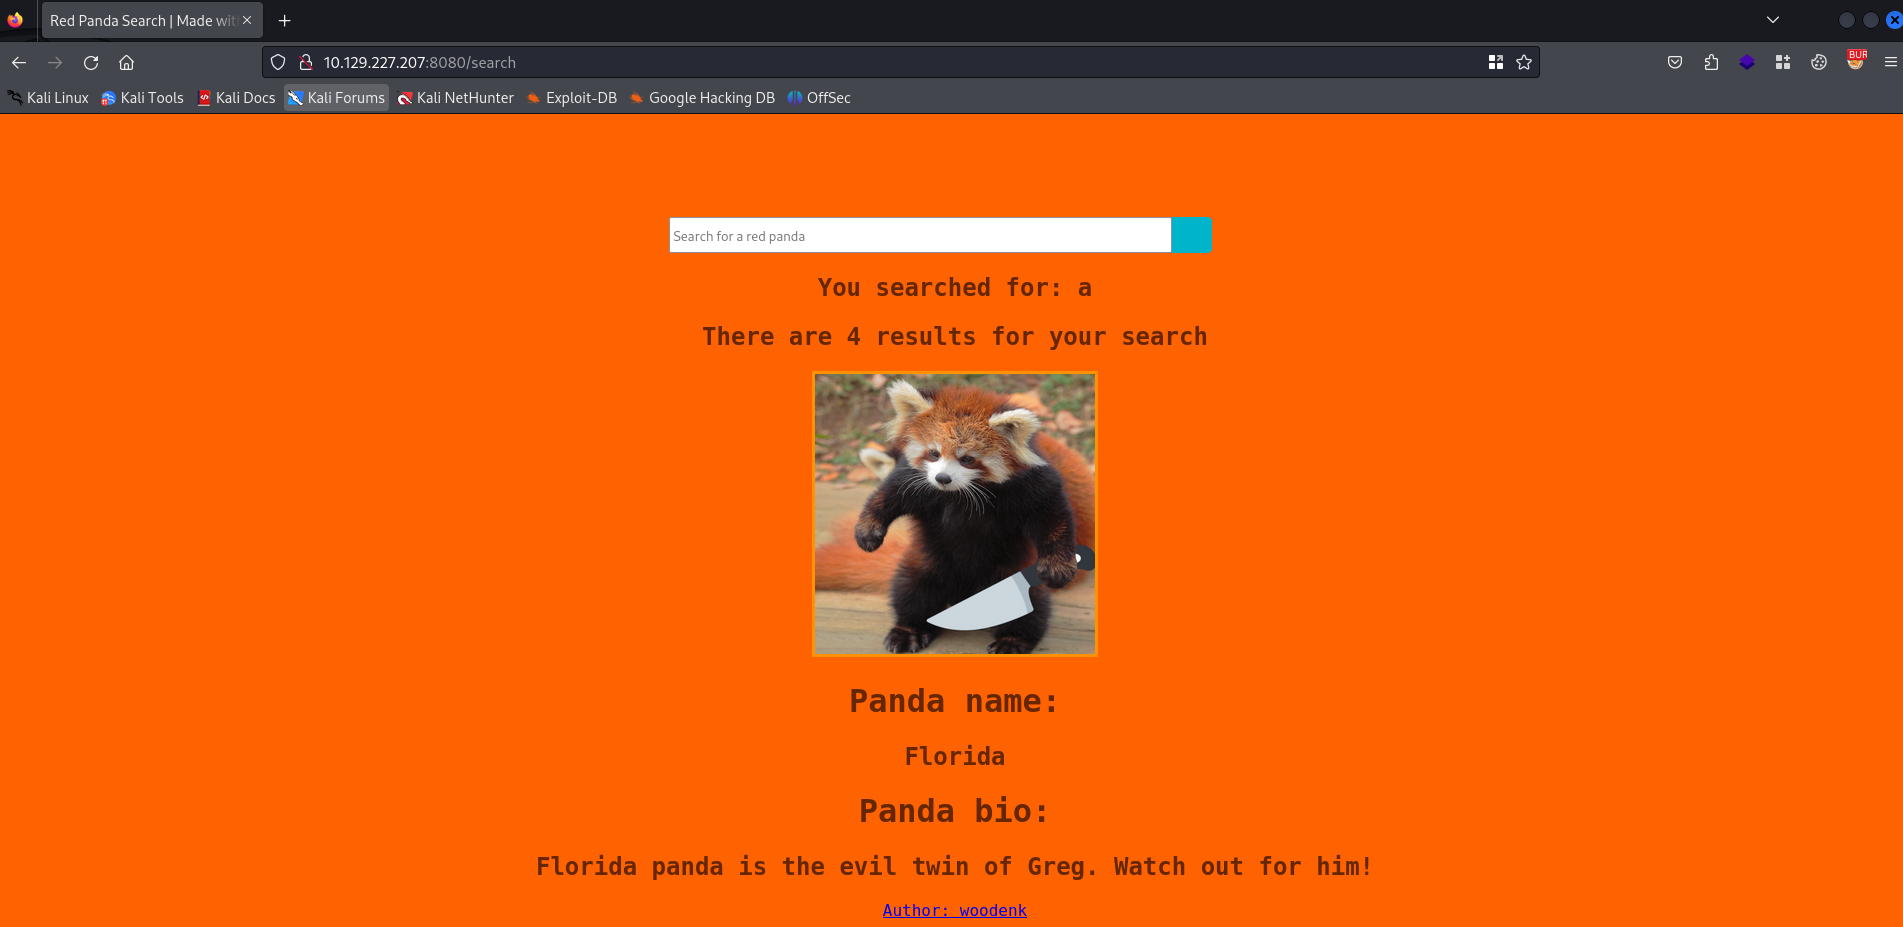 Red Panda Search | Made wit
10.129.227.207:8080/search
BUR
Kali Linux Kali Tools Kali Docs Kali Forums Kali NetHunter Exploit-DB Google Hacking DB OffSec
Search for a red panda
You searched for: a
There are 4 results for your search
Panda name:
Florida
Panda bio:
Florida panda is the evil twin of Greg. Watch out for him!
Author: woodenk